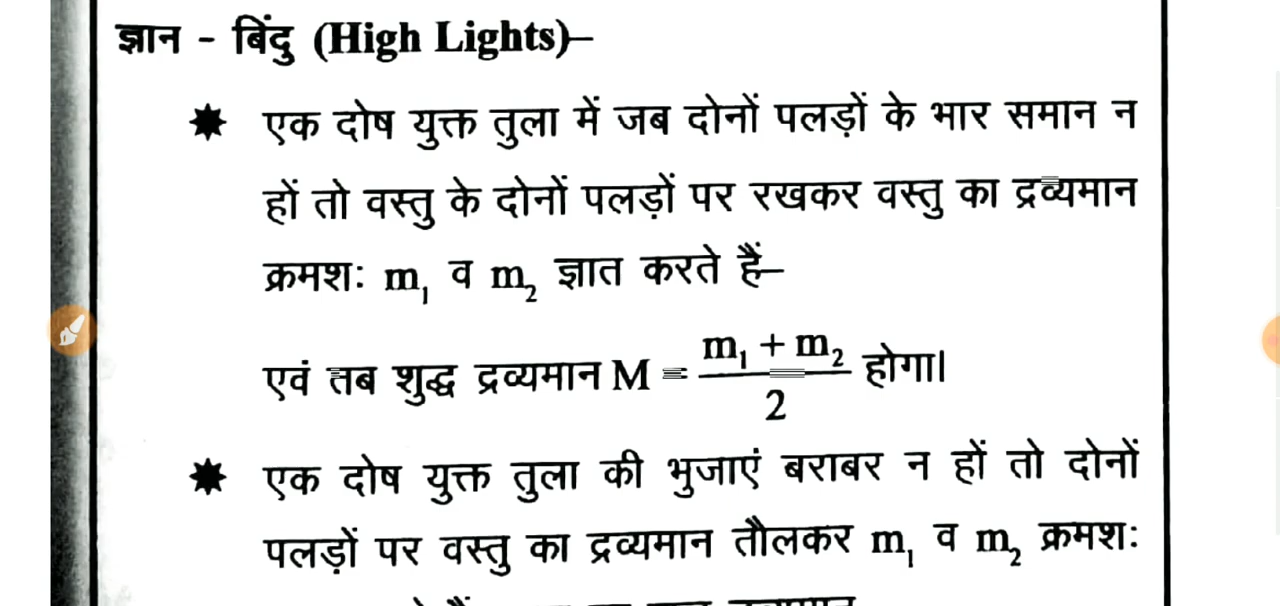 ज्ञान - बिंदु (High Lights)–
✷ एक दोष युक्त तुला में जब दोनों पलड़ों के भार समान न
हों तो वस्तु के दोनों पलड़ों पर रखकर वस्तु का द्रव्यमान
क्रमशः m₁ व m₂ ज्ञात करते हैं–
एवं तब शुद्ध द्रव्यमान M = (m₁ + m₂)/2 होगा।
✷ एक दोष युक्त तुला की भुजाएं बराबर न हों तो दोनों
पलड़ों पर वस्तु का द्रव्यमान तौलकर m₁ व m₂ क्रमशः